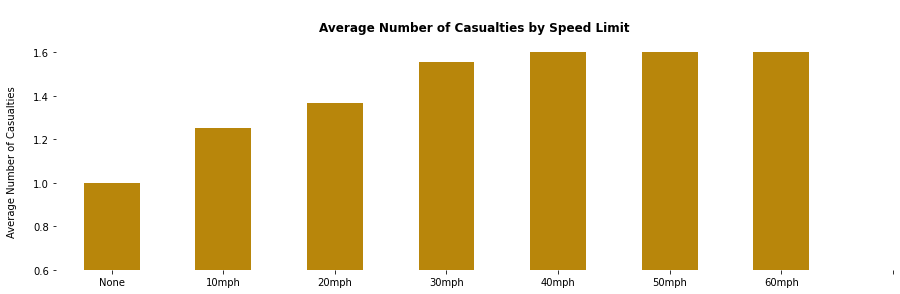 Average Number of Casualties by Speed Limit
Average Number of Casualties
1.6
1.4
1.2
1.0
0.8
0.6
None 10mph 20mph 30mph 40mph 50mph 60mph